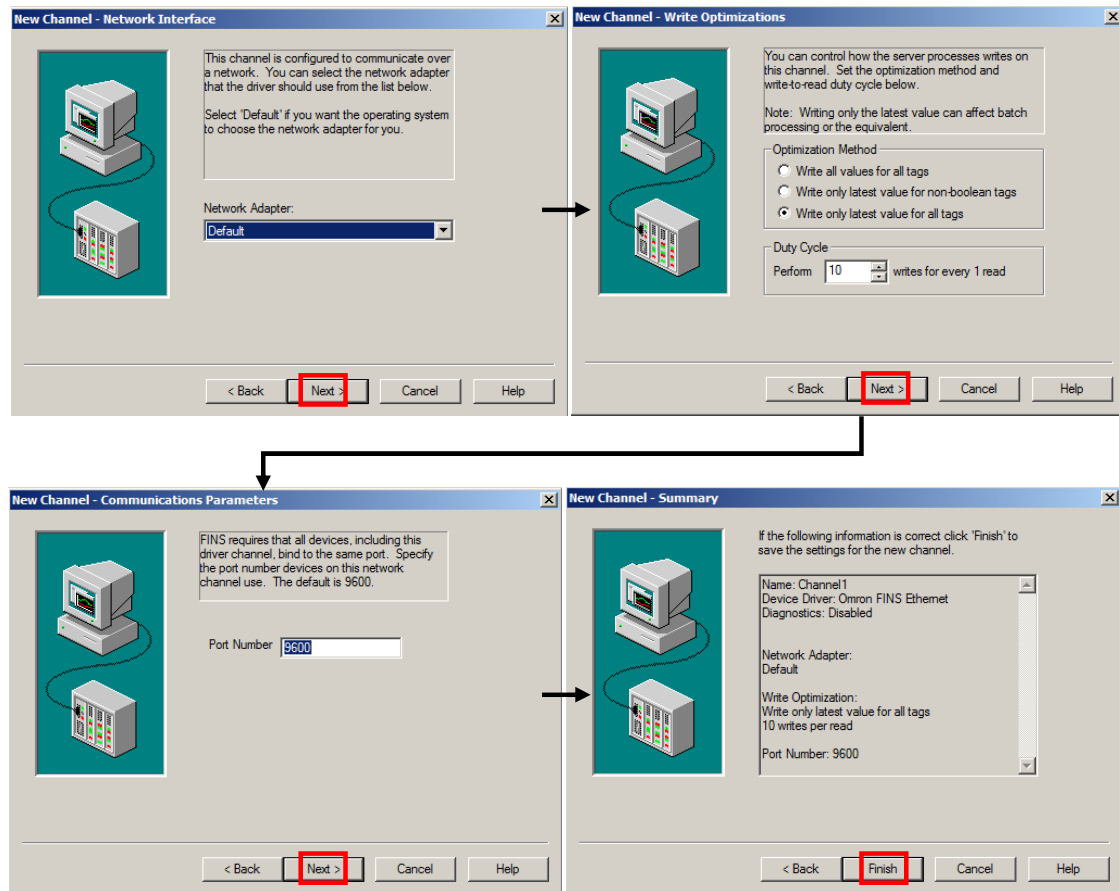 New Channel - Network Interface
This channel is configured to communicate over
a network. You can select the network adapter
that the driver should use from the list below.
Select 'Default' if you want the operating system
to choose the network adapter for you.
Network Adapter:
Default
< Back
Next >
Cancel
Help
New Channel - Write Optimizations
You can control how the server processes writes on
this channel. Set the optimization method and
write-to-read duty cycle below.
Note: Writing only the latest value can affect batch
processing or the equivalent.
Optimization Method
Write all values for all tags
Write only latest value for non-boolean tags
Write only latest value for all tags
Duty Cycle
Perform 10 writes for every 1 read
< Back
Next >
Cancel
Help
New Channel - Communications Parameters
FINS requires that all devices, including this
driver channel, bind to the same port. Specify
the port number devices on this network
channel use. The default is 9600.
Port Number 9600
< Back
Next >
Cancel
Help
New Channel - Summary
If the following information is correct click 'Finish' to
save the settings for the new channel.
Name: Channel1
Device Driver: Omron FINS Ethernet
Diagnostics: Disabled
Network Adapter:
Default
Write Optimization:
Write only latest value for all tags
10 writes per read
Port Number: 9600
< Back
Finish
Cancel
Help